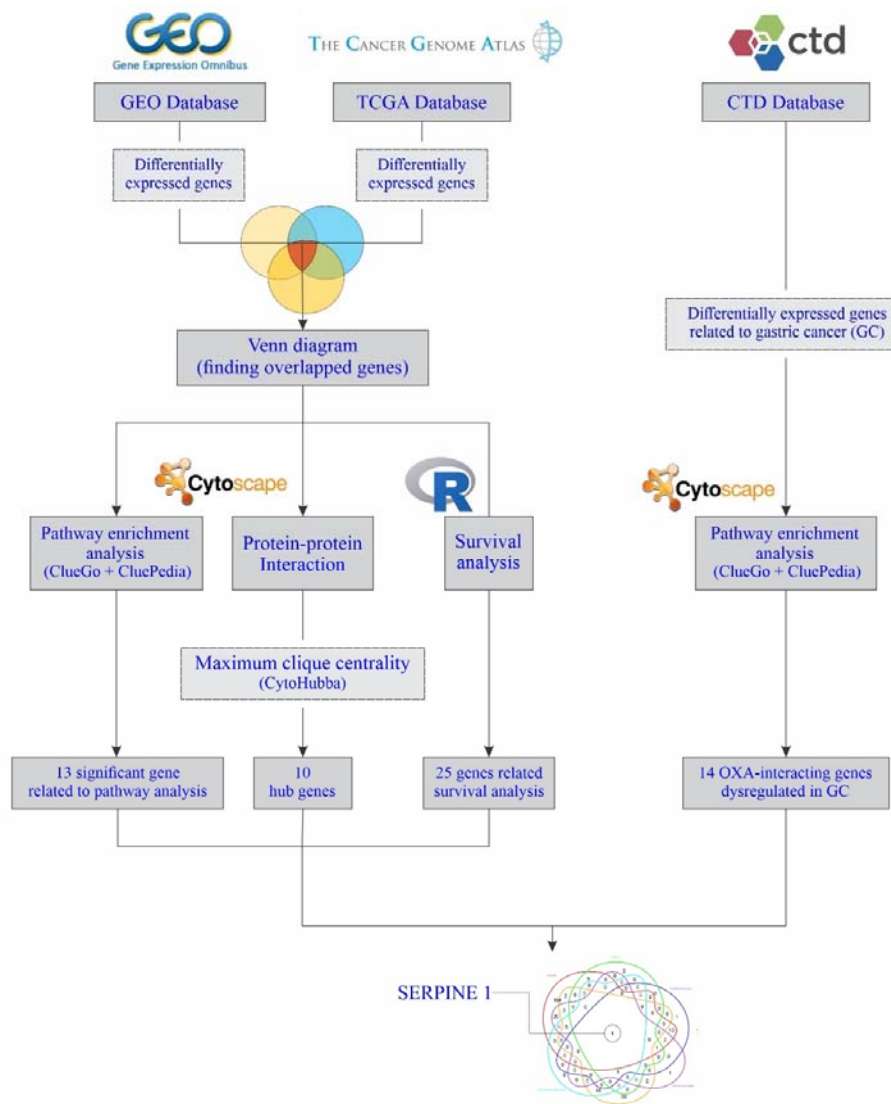 GEO
Gene Expression Omnibus
THE CANCER GENOME ATLAS
ctd
GEO Database
TCGA Database
CTD Database
Differentially
expressed genes
Differentially
expressed genes
Differentially expressed genes
related to gastric cancer (GC)
Venn diagram
(finding overlapped genes)
Cytoscape
R
Cytoscape
Pathway enrichment
analysis
(ClueGo + CluePedia)
Protein-protein
Interaction
Survival
analysis
Pathway enrichment
analysis
(ClueGo + CluePedia)
Maximum clique centrality
(CytoHubba)
13 significant gene
related to pathway analysis
10
hub genes
25 genes related
survival analysis
14 OXA-interacting genes
dysregulated in GC
SERPINE 1